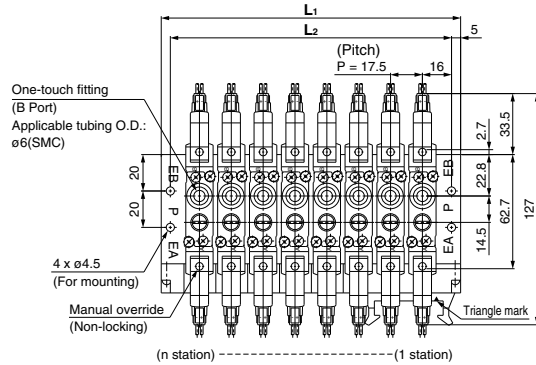 L1
L2
5
(Pitch)
P = 17.5
16
One-touch fitting
(B Port)
Applicable tubing O.D.:
ø6(SMC)
2.7
33.5
20
20
EB
P
EA
EB
P
EA
22.8
14.5
62.7
127
4 x ø4.5
(For mounting)
Manual override
(Non-locking)
Triangle mark
(n station)
(1 station)